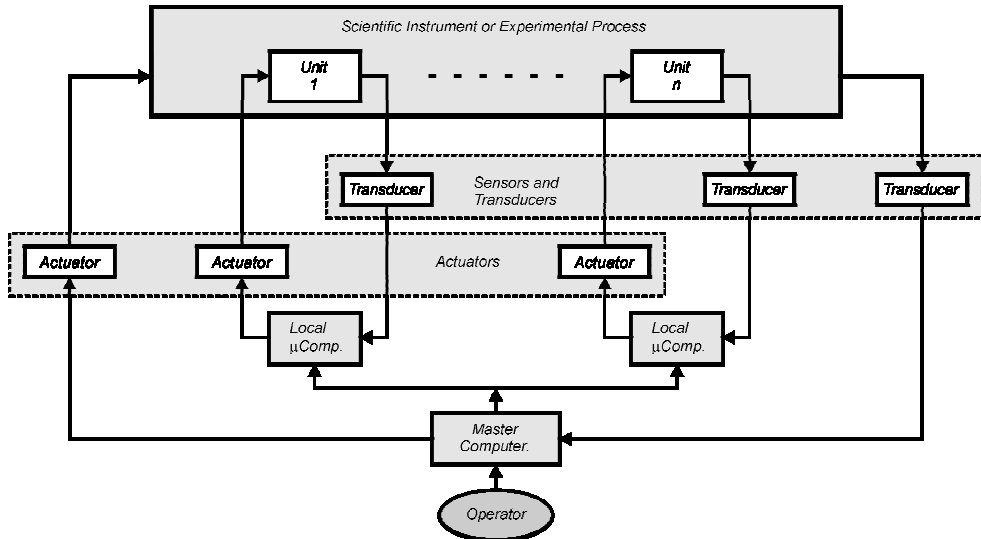 Scientific Instrument or Experimental Process
Unit
1
Unit
n
Transducer
Sensors and
Transducers
Transducer
Transducer
Actuator
Actuator
Actuators
Actuator
Local
μComp.
Local
μComp.
Master
Computer.
Operator